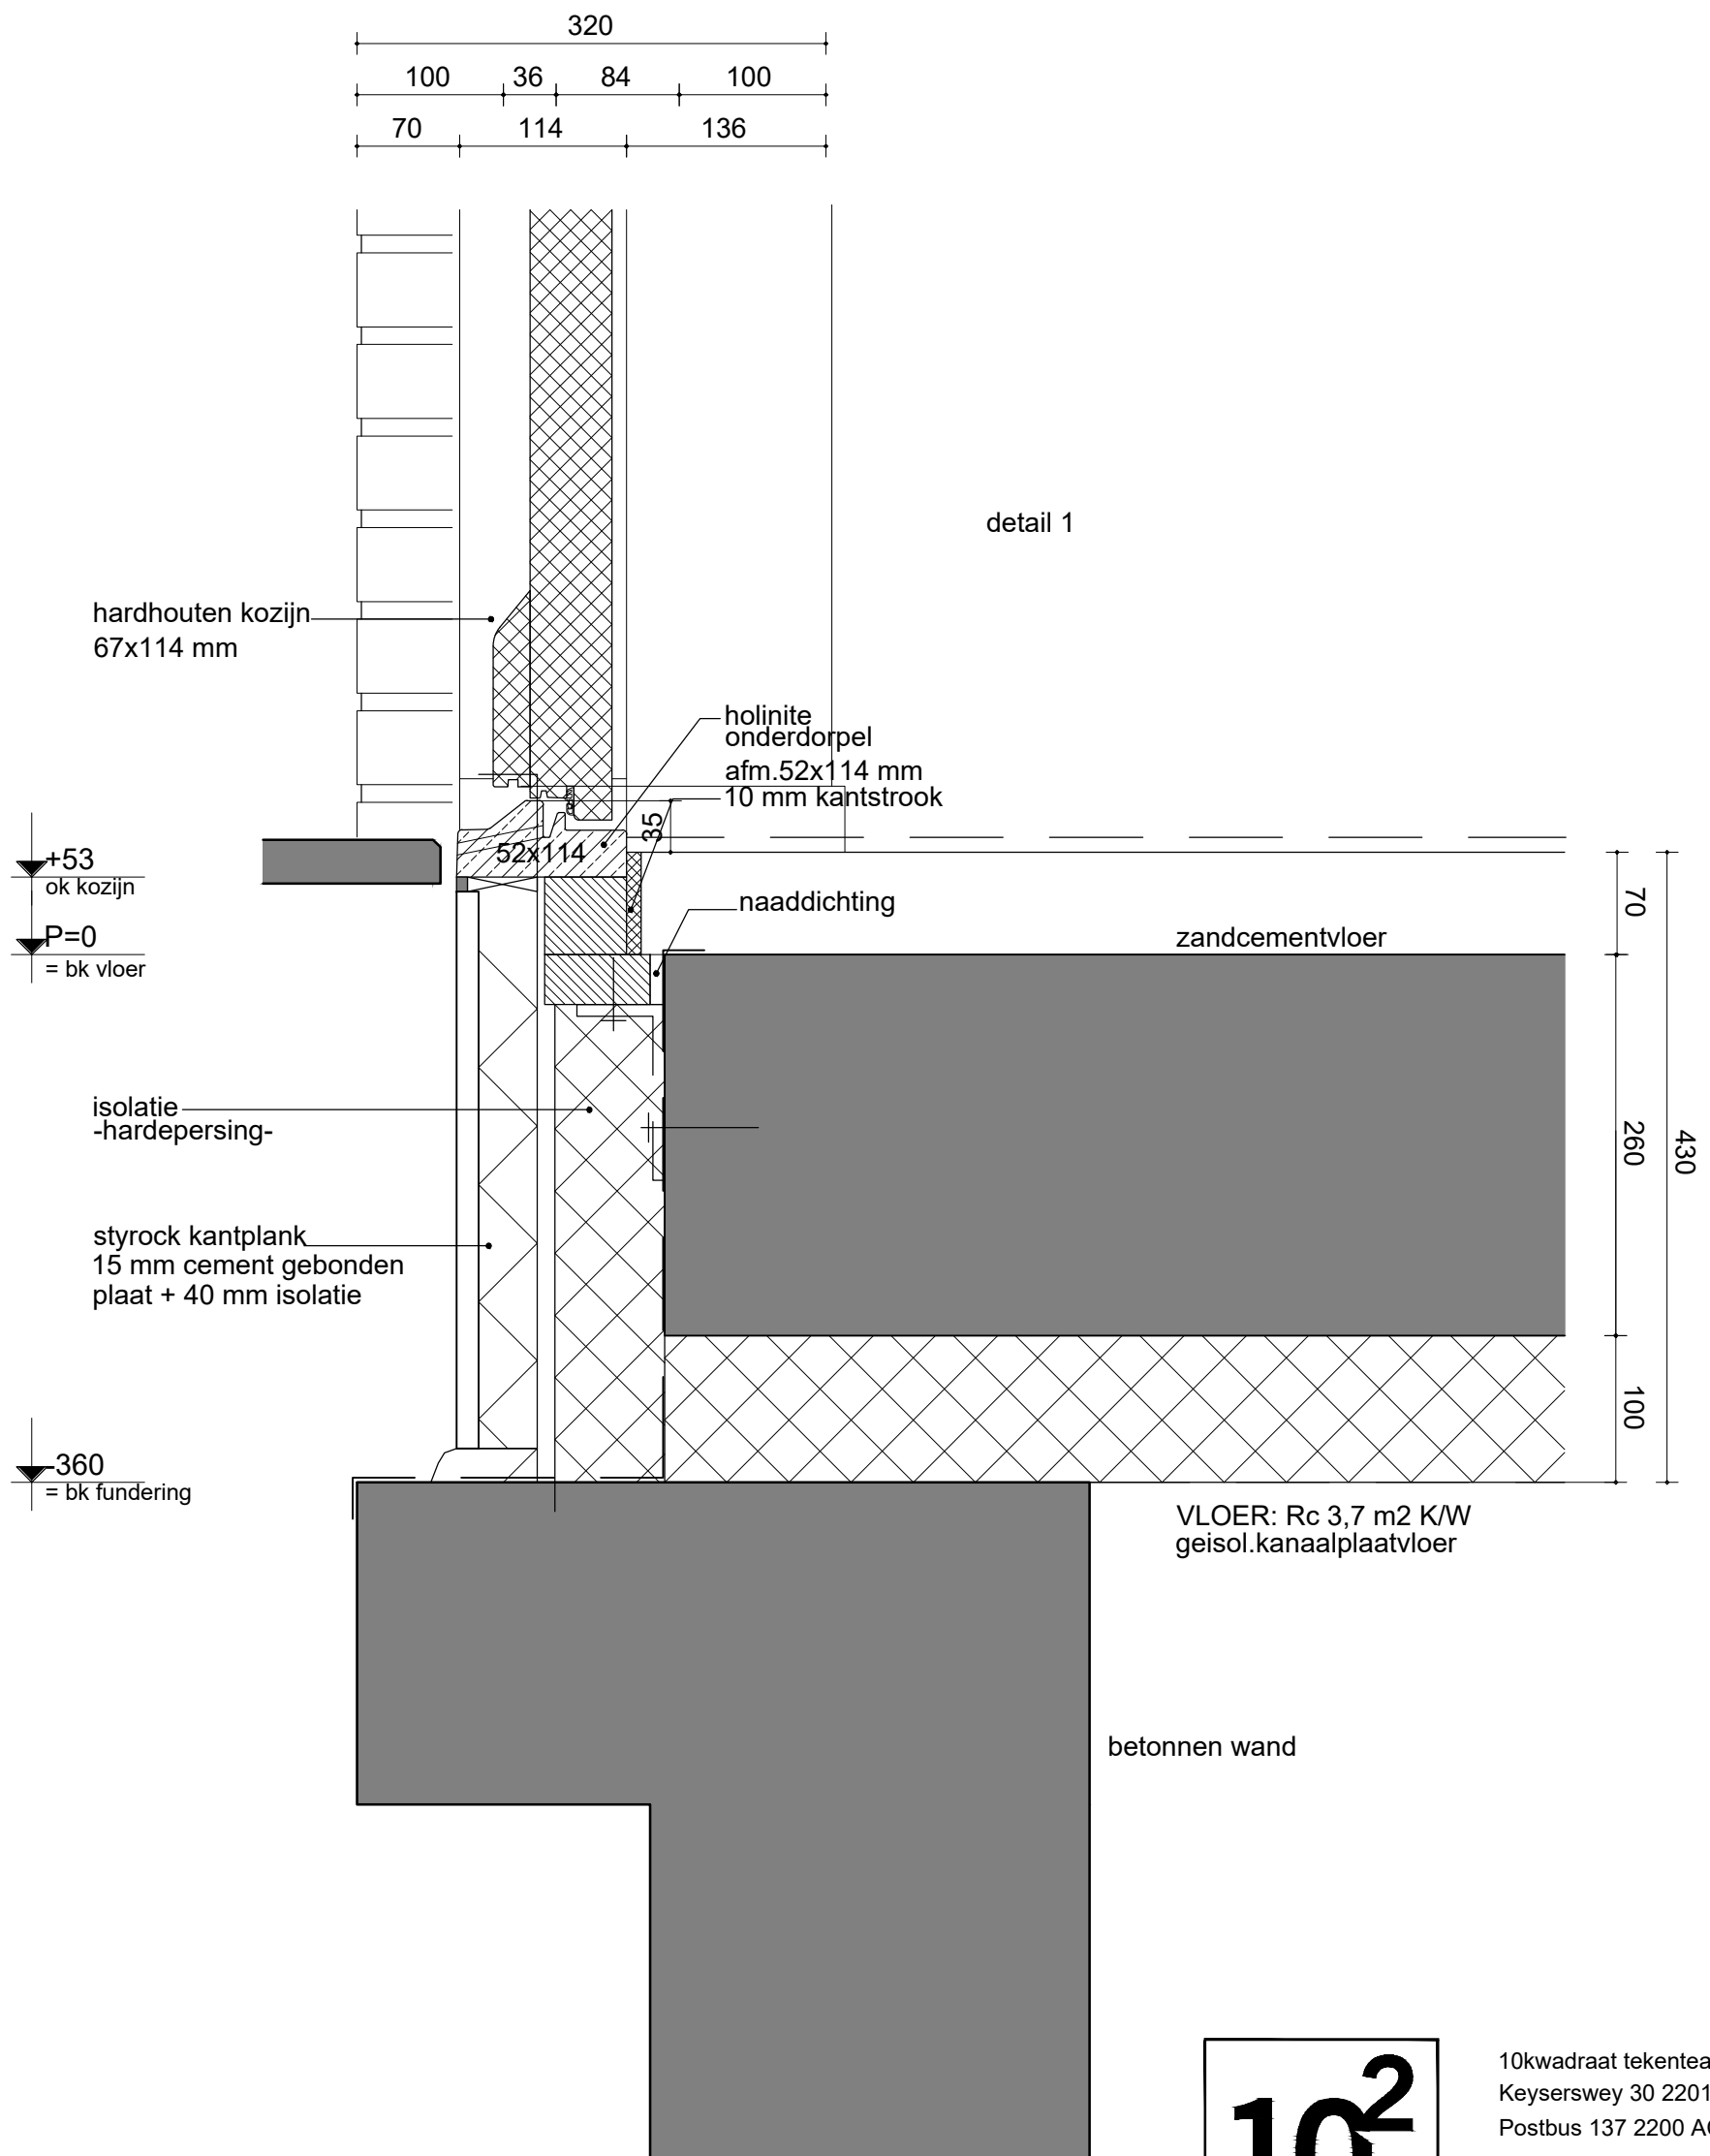 320
100 36 84 100
70 114 136
detail 1
hardhouten kozijn
67x114 mm
holinite
onderdorpel
afm.52x114 mm
10 mm kantstrook
35
52x114
+53
ok kozijn
P=0
= bk vloer
naaddichting
zandcementvloer
70
260
430
100
isolatie
-hardepersing-
styrock kantplank
15 mm cement gebonden
plaat + 40 mm isolatie
-360
= bk fundering
VLOER: Rc 3,7 m2 K/W
geisol.kanaalplaatvloer
betonnen wand
10²
10kwadraat
Keyserswey 30 2201
Postbus 137 2200